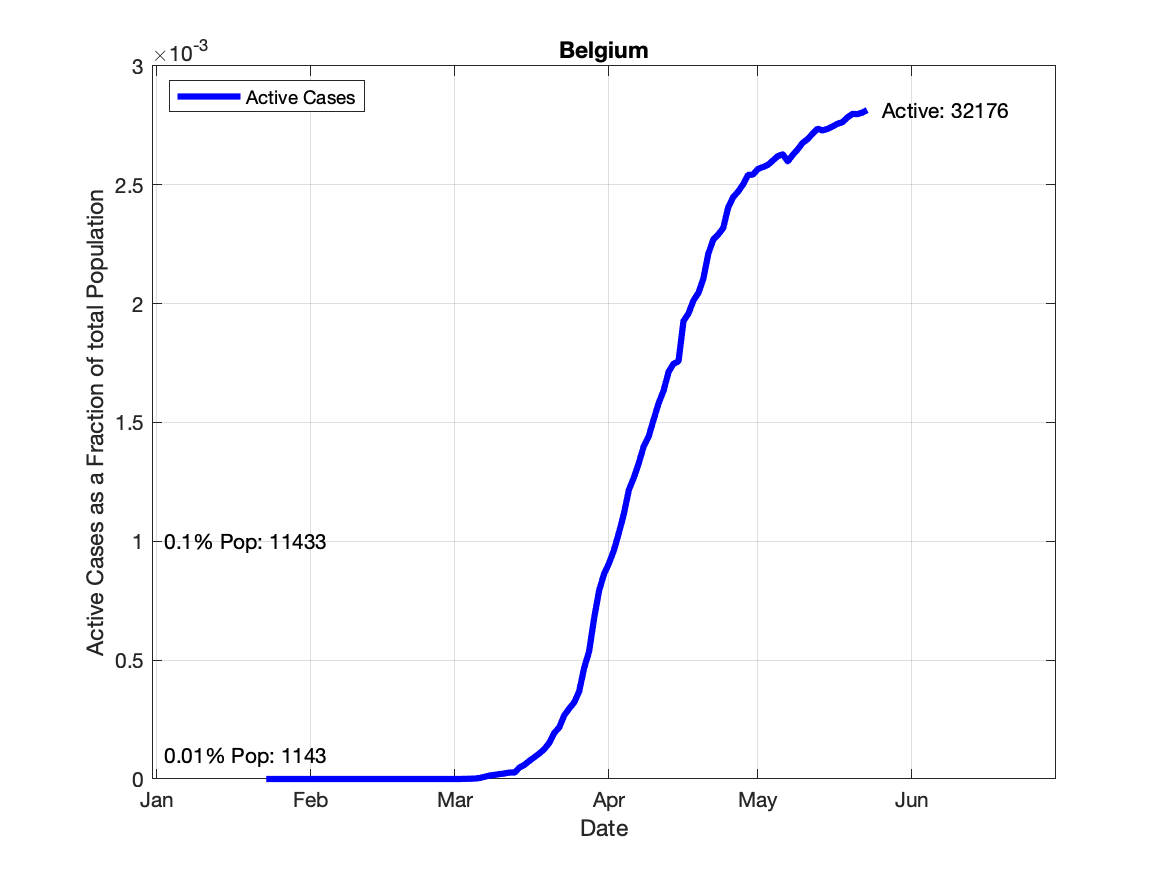 Belgium
×10-3
Active Cases
Active: 32176
3
2.5
2
1.5
1
0.5
0
0.1% Pop: 11433
0.01% Pop: 1143
Active Cases as a Fraction of total Population
Jan Feb Mar Apr May Jun
Date